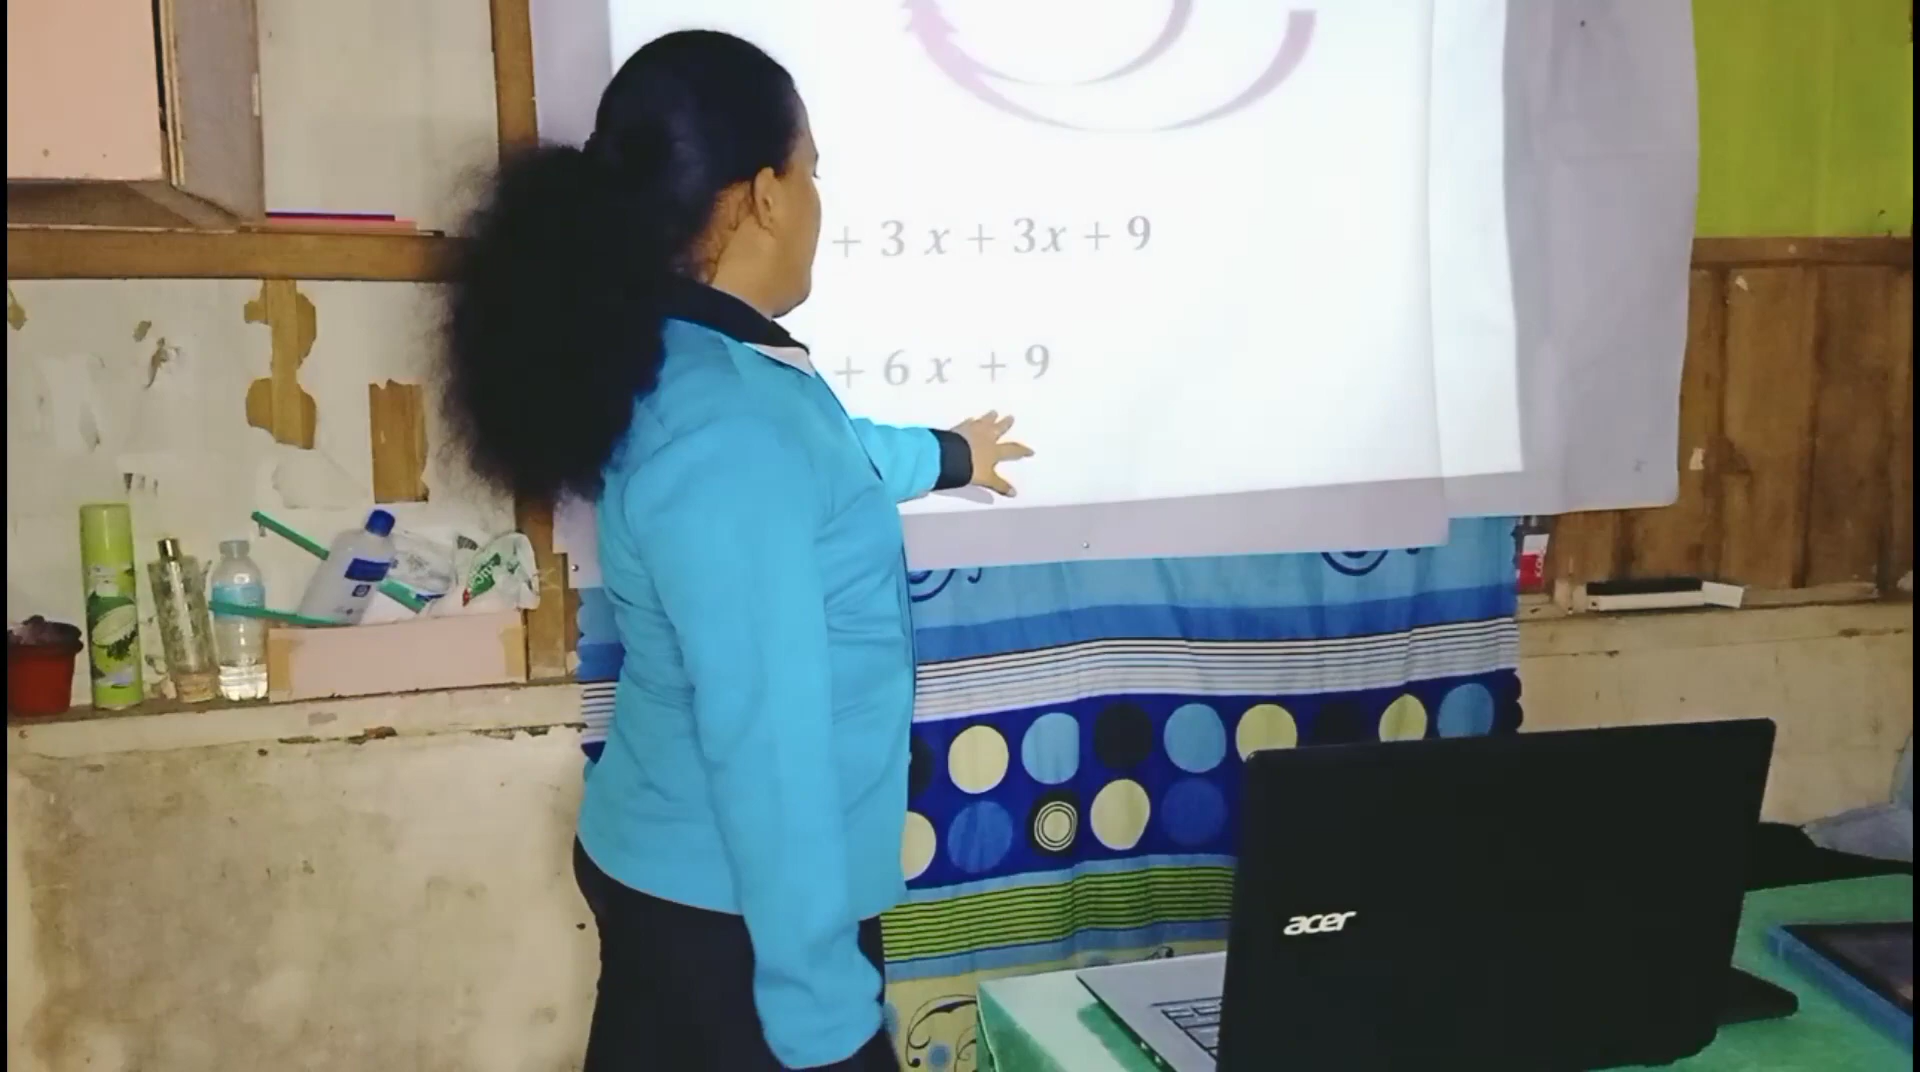 + 3 x + 3x + 9
+ 6 x + 9
acer